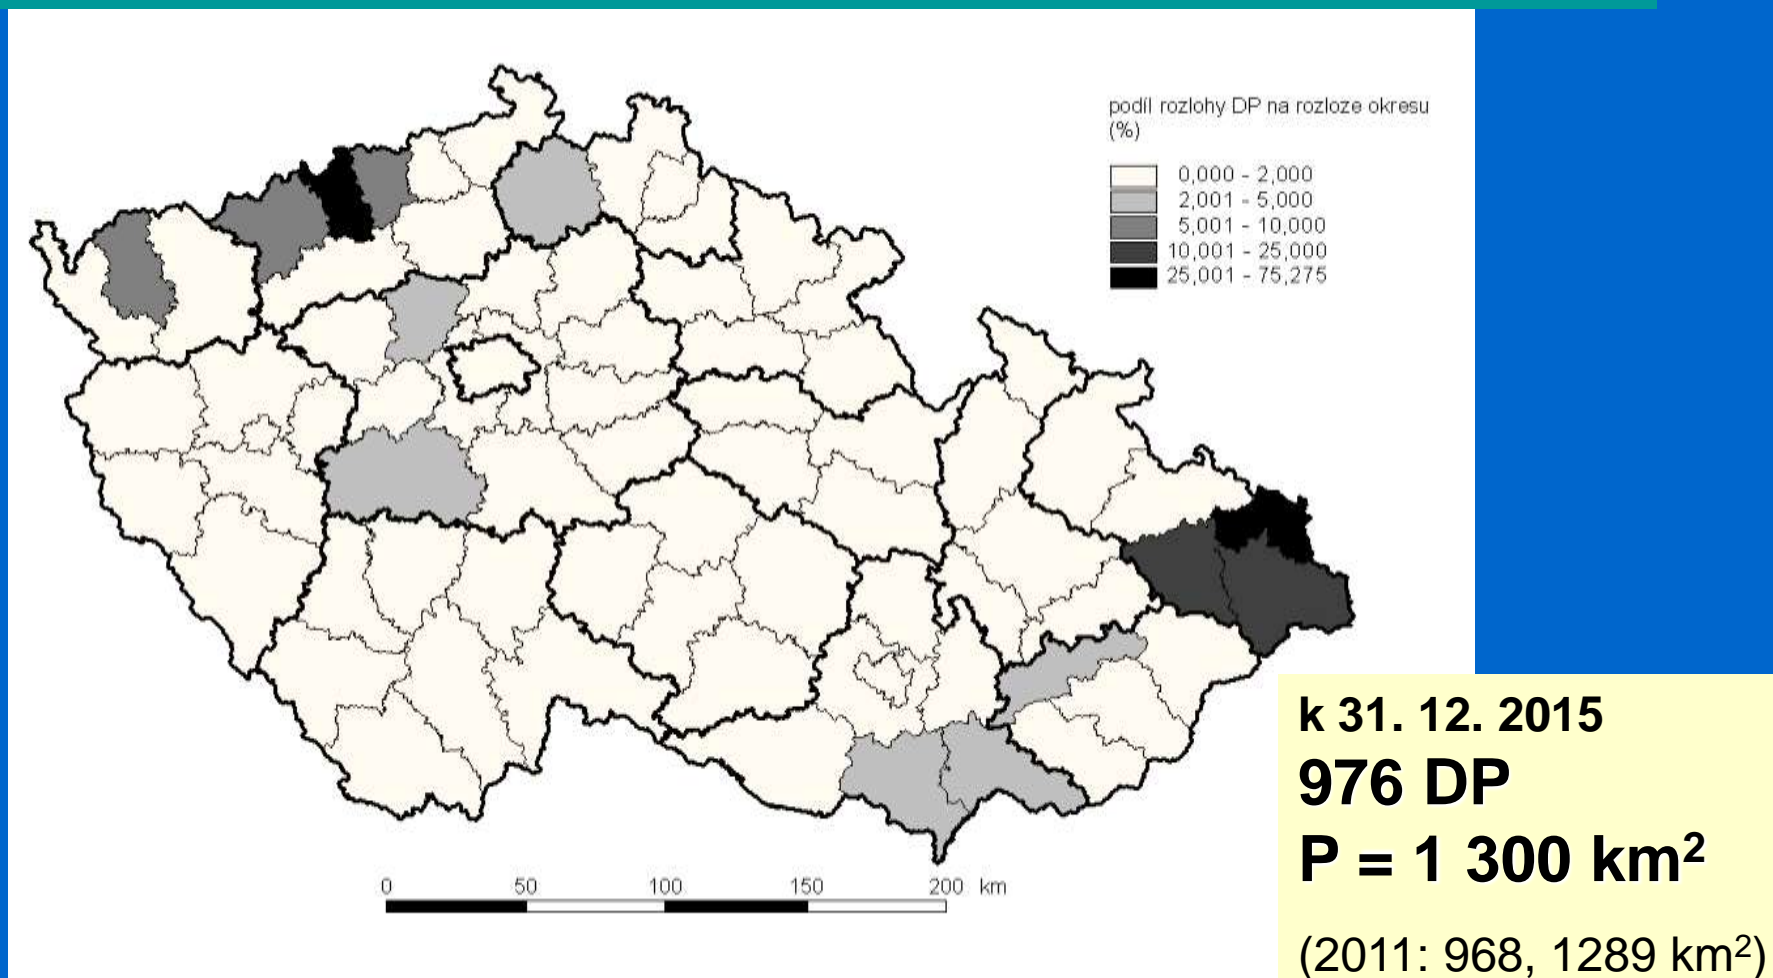 podíl rozlohy DP na rozloze okresu
(%)
0,000 - 2,000
2,001 - 5,000
5,001 - 10,000
10,001 - 25,000
25,001 - 75,275
0 50 100 150 200 km
k 31. 12. 2015
976 DP
P = 1 300 km²
(2011: 968, 1289 km²)